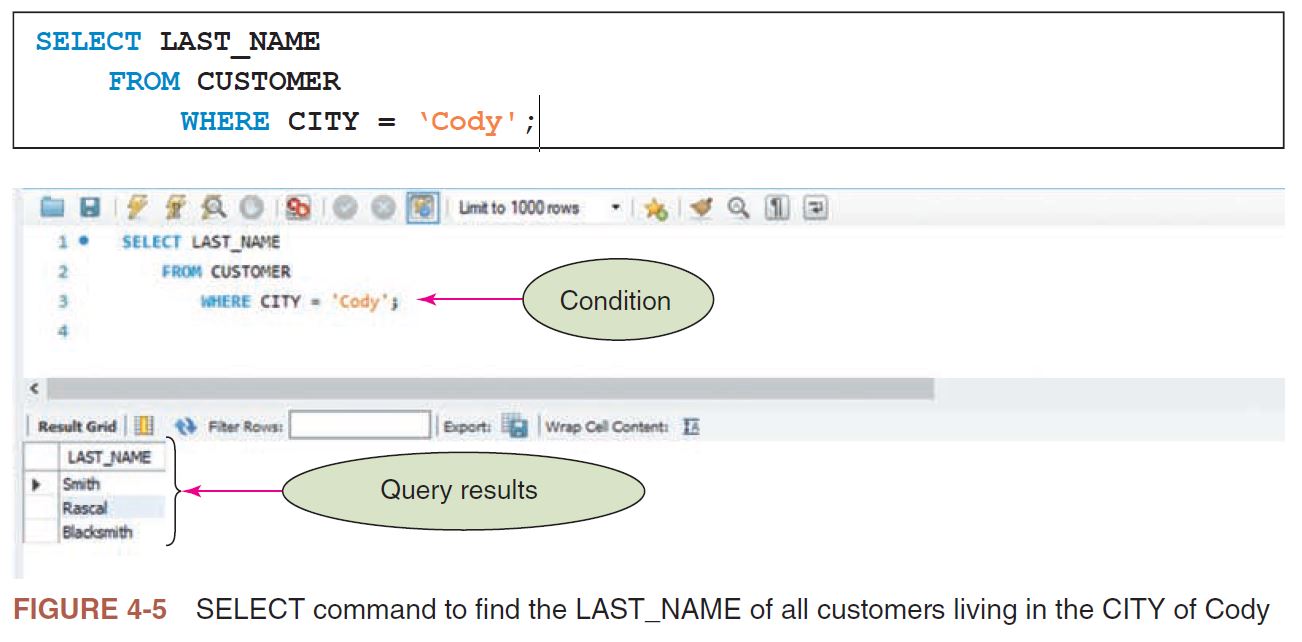 SELECT LAST_NAME
FROM CUSTOMER
WHERE CITY = ‘Cody';
Limit to 1000 rows
1 SELECT LAST_NAME
2 FROM CUSTOMER
3 WHERE CITY = 'Cody';
Condition
4
Result Grid Filter Rows: Export: Wrap Cell Content:
LAST_NAME
Smith
Query results
Rascal
Blacksmith
FIGURE 4-5 SELECT command to find the LAST_NAME of all customers living in the CITY of Cody